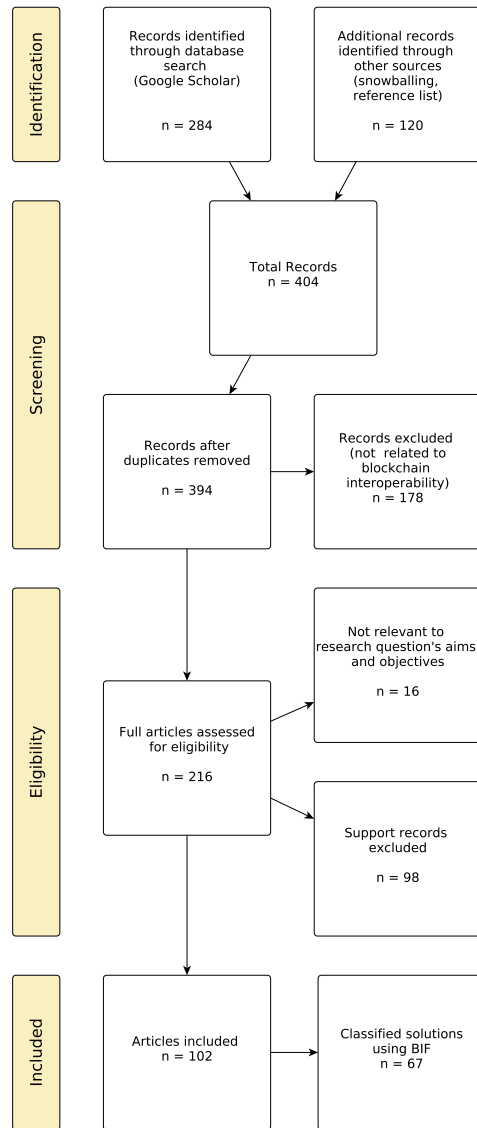 Identification
Records identified
through database
search
(Google Scholar)
n = 284
Additional records
identified through
other sources
(snowballing,
reference list)
n = 120
Screening
Total Records
n = 404
Records after
duplicates removed
n = 394
Records excluded
(not related to
blockchain
interoperability)
n = 178
Eligibility
Not relevant to
research question's aims
and objectives
n = 16
Full articles assessed
for eligibility
n = 216
Support records
excluded
n = 98
Included
Articles included
n = 102
Classified solutions
using BIF
n = 67